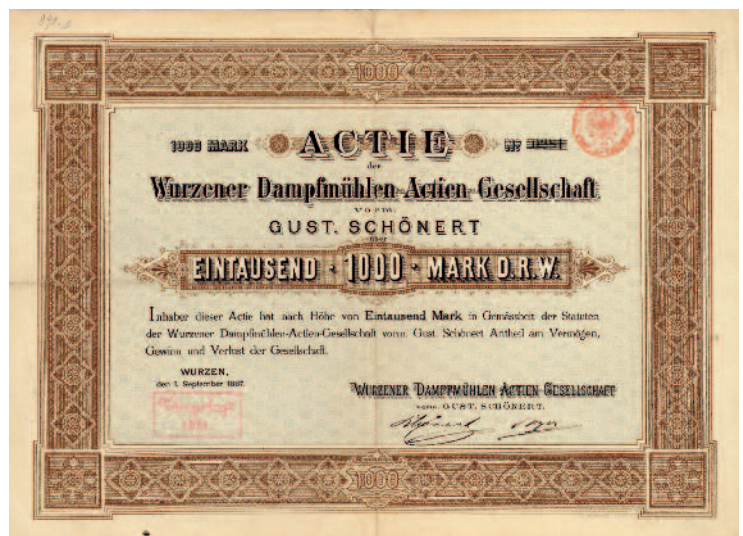 1000
1000 MARK ACTIE Nº
der
Wurzener Dampfmühlen-Actien-Gesellschaft
vorm.
GUST. SCHÖNERT
über
EINTAUSEND · 1000 · MARK D.R.W.
Inhaber dieser Actie hat nach Höhe von Eintausend Mark in Gemässheit der Statuten
der Wurzener Dampfmühlen-Actien-Gesellschaft vorm. Gust. Schönert Antheil am Vermögen,
Gewinn und Verlust der Gesellschaft.
WURZEN,
den 1. September 1887.
WURZENER DAMPFMÜHLEN ACTIEN GESELLSCHAFT
vorm. GUST. SCHÖNERT.
1000